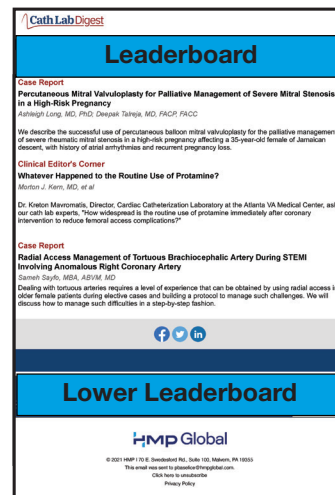 Cath Lab Digest
Leaderboard
Case Report
Percutaneous Mitral Valvuloplasty for Palliative Management of Severe Mitral Stenosis
in a High-Risk Pregnancy
Ashleigh Long, MD, PhD; Deepak Talreja, MD, FACP, FACC
We describe the successful use of percutaneous balloon mitral valvuloplasty for the palliative management
of severe rheumatic mitral stenosis in a high-risk pregnancy affecting a 35-year-old female of Jamaican
descent, with history of atrial arrhythmias and recurrent pregnancy loss.
Clinical Editor's Corner
Whatever Happened to the Routine Use of Protamine?
Morton J. Kern, MD, et al
Dr. Kreton Mavromatis, Director, Cardiac Catheterization Laboratory at the Atlanta VA Medical Center, ask
our cath lab experts, "How widespread is the routine use of protamine immediately after coronary
intervention to reduce femoral access complications?"
Case Report
Radial Access Management of Tortuous Brachiocephalic Artery During STEMI
Involving Anomalous Right Coronary Artery
Sameh Sayfo, MBA, ABVM, MD
Dealing with tortuous arteries requires a level of experience that can be obtained by using radial access i
older female patients during elective cases and building a protocol to manage such challenges. We will
discuss how to manage such difficulties in a step-by-step fashion.
Lower Leaderboard
HMP Global
© 2021 HMP | 70 E. Swedesford Rd., Suite 100, Malvern, PA 19355
This email was sent to pbeseller@hmpglobal.com.
Click here to unsubscribe
Privacy Policy